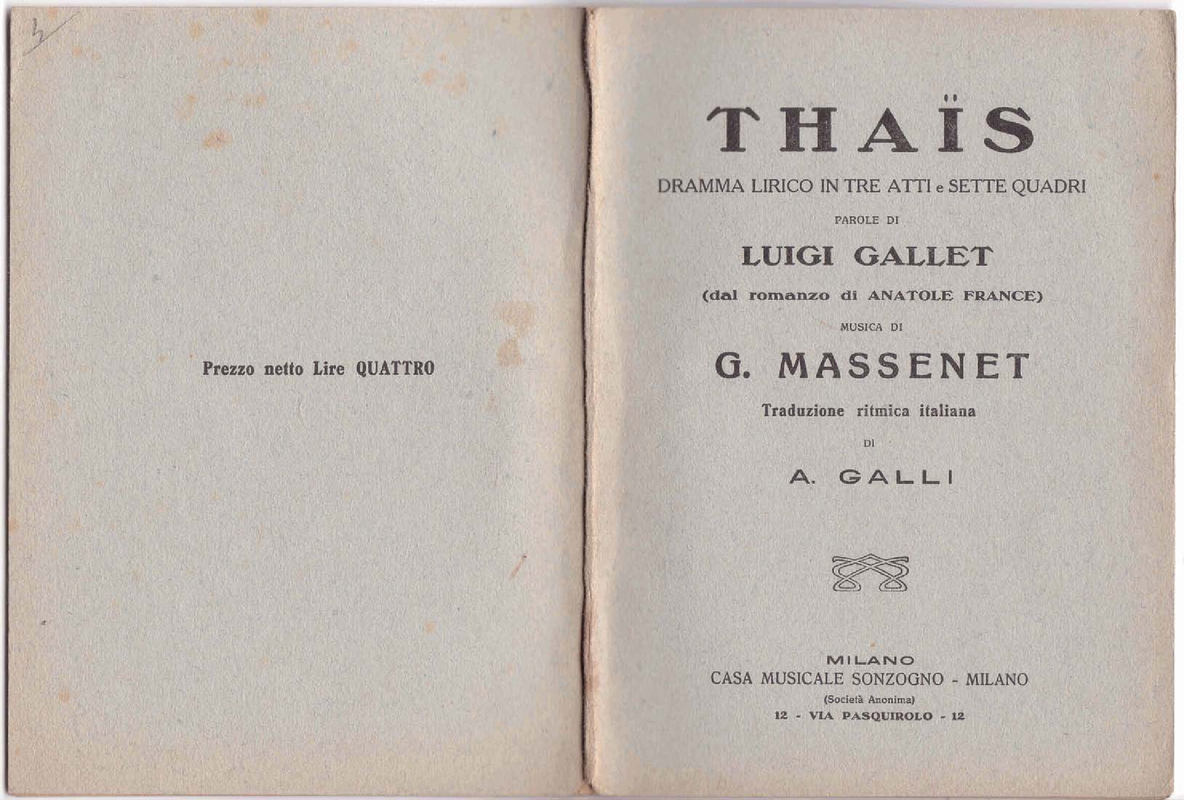 Prezzo netto Lire QUATTRO
THAÏS
DRAMMA LIRICO IN TRE ATTI e SETTE QUADRI
PAROLE DI
LUIGI GALLET
(dal romanzo di ANATOLE FRANCE)
MUSICA DI
G. MASSENET
Traduzione ritmica italiana
DI
A. GALLI
MILANO
CASA MUSICALE SONZOGNO - MILANO
(Società Anonima)
12 - VIA PASQUIROLO - 12